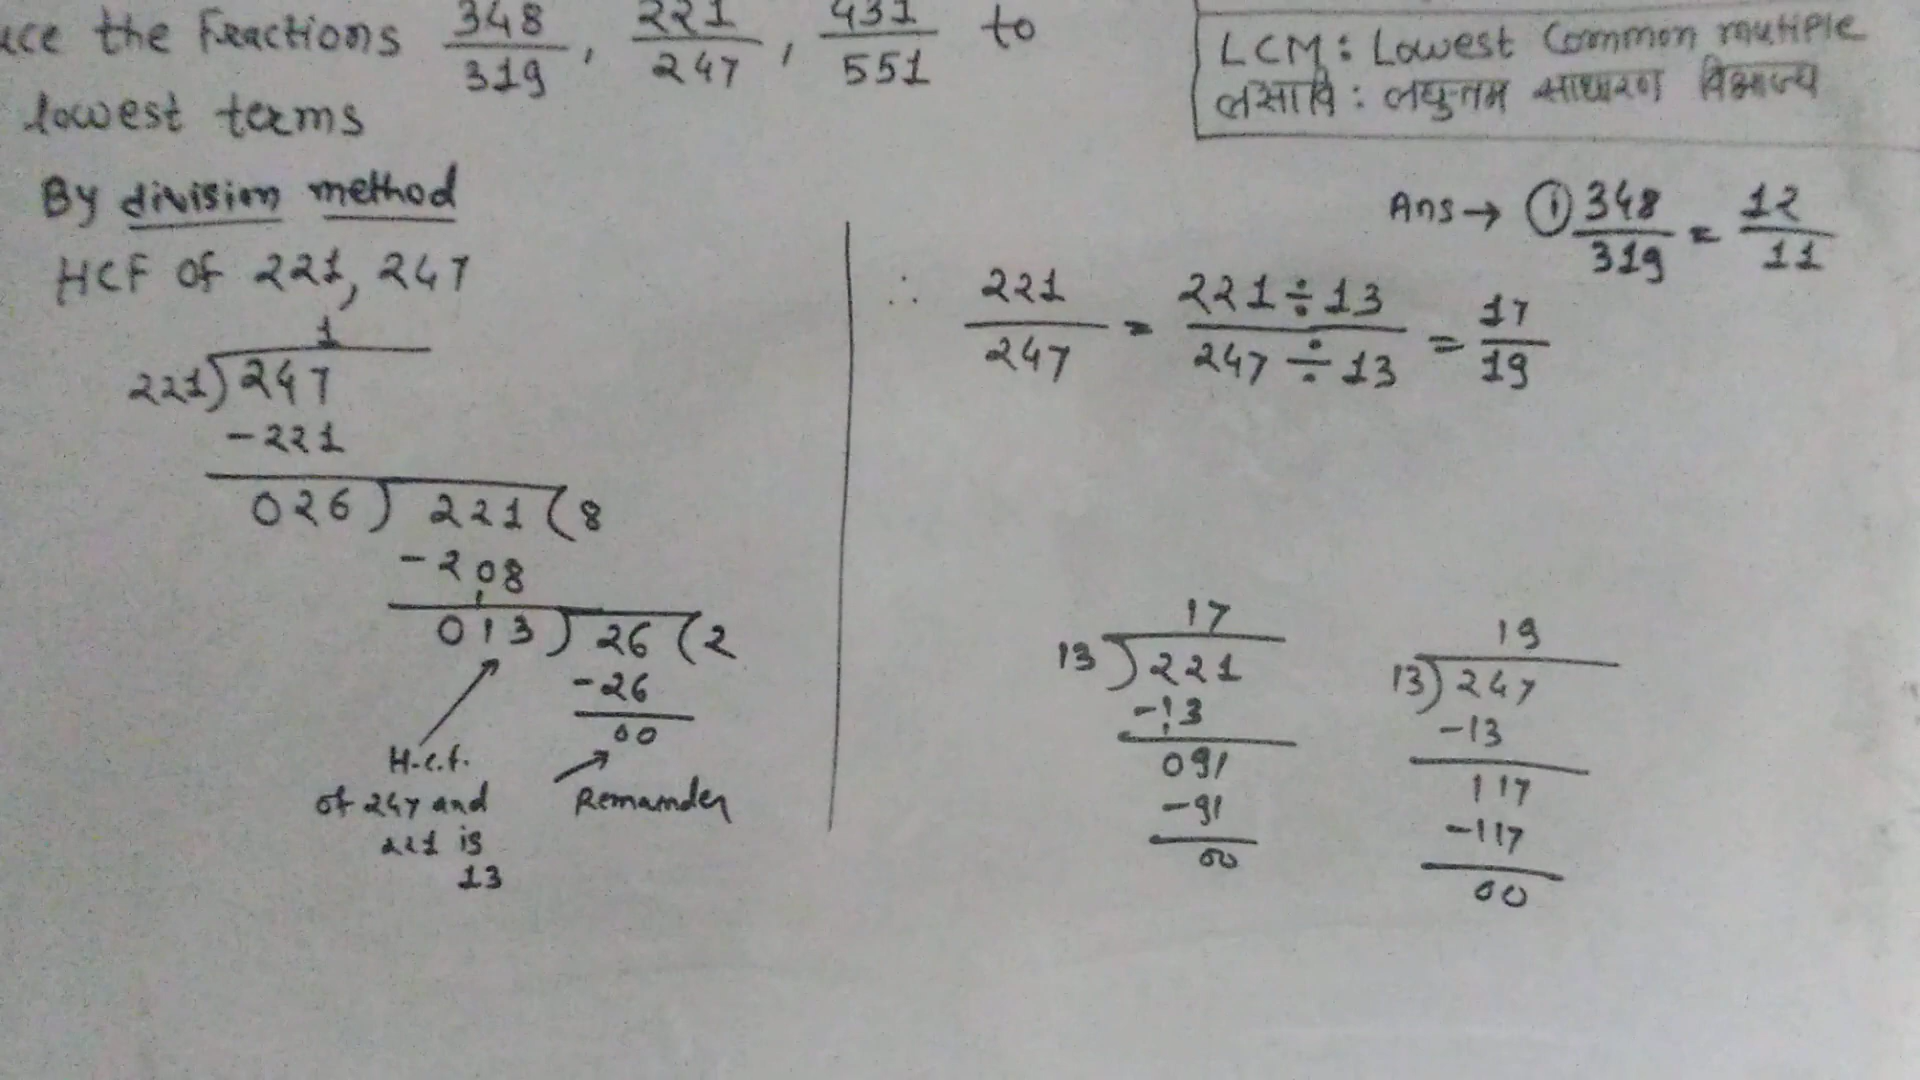 uce the Fractions 348/319, 221/247, 431/551 to
lowest terms
LCM: Lowest Common multiple
लसावि: लघुत्तम साधारण विभाज्य
By division method
HCF of 221, 247
1
221)247
-221
026)221(8
-208
013)26(2
-26
00
H.c.f.
of 247 and
221 is
13
Remainder
Ans→ ① 348/319 = 12/11
∴ 221/247 = 221÷13/247÷13 = 17/19
17
13)221
-13
091
-91
00
19
13)247
-13
117
-117
00